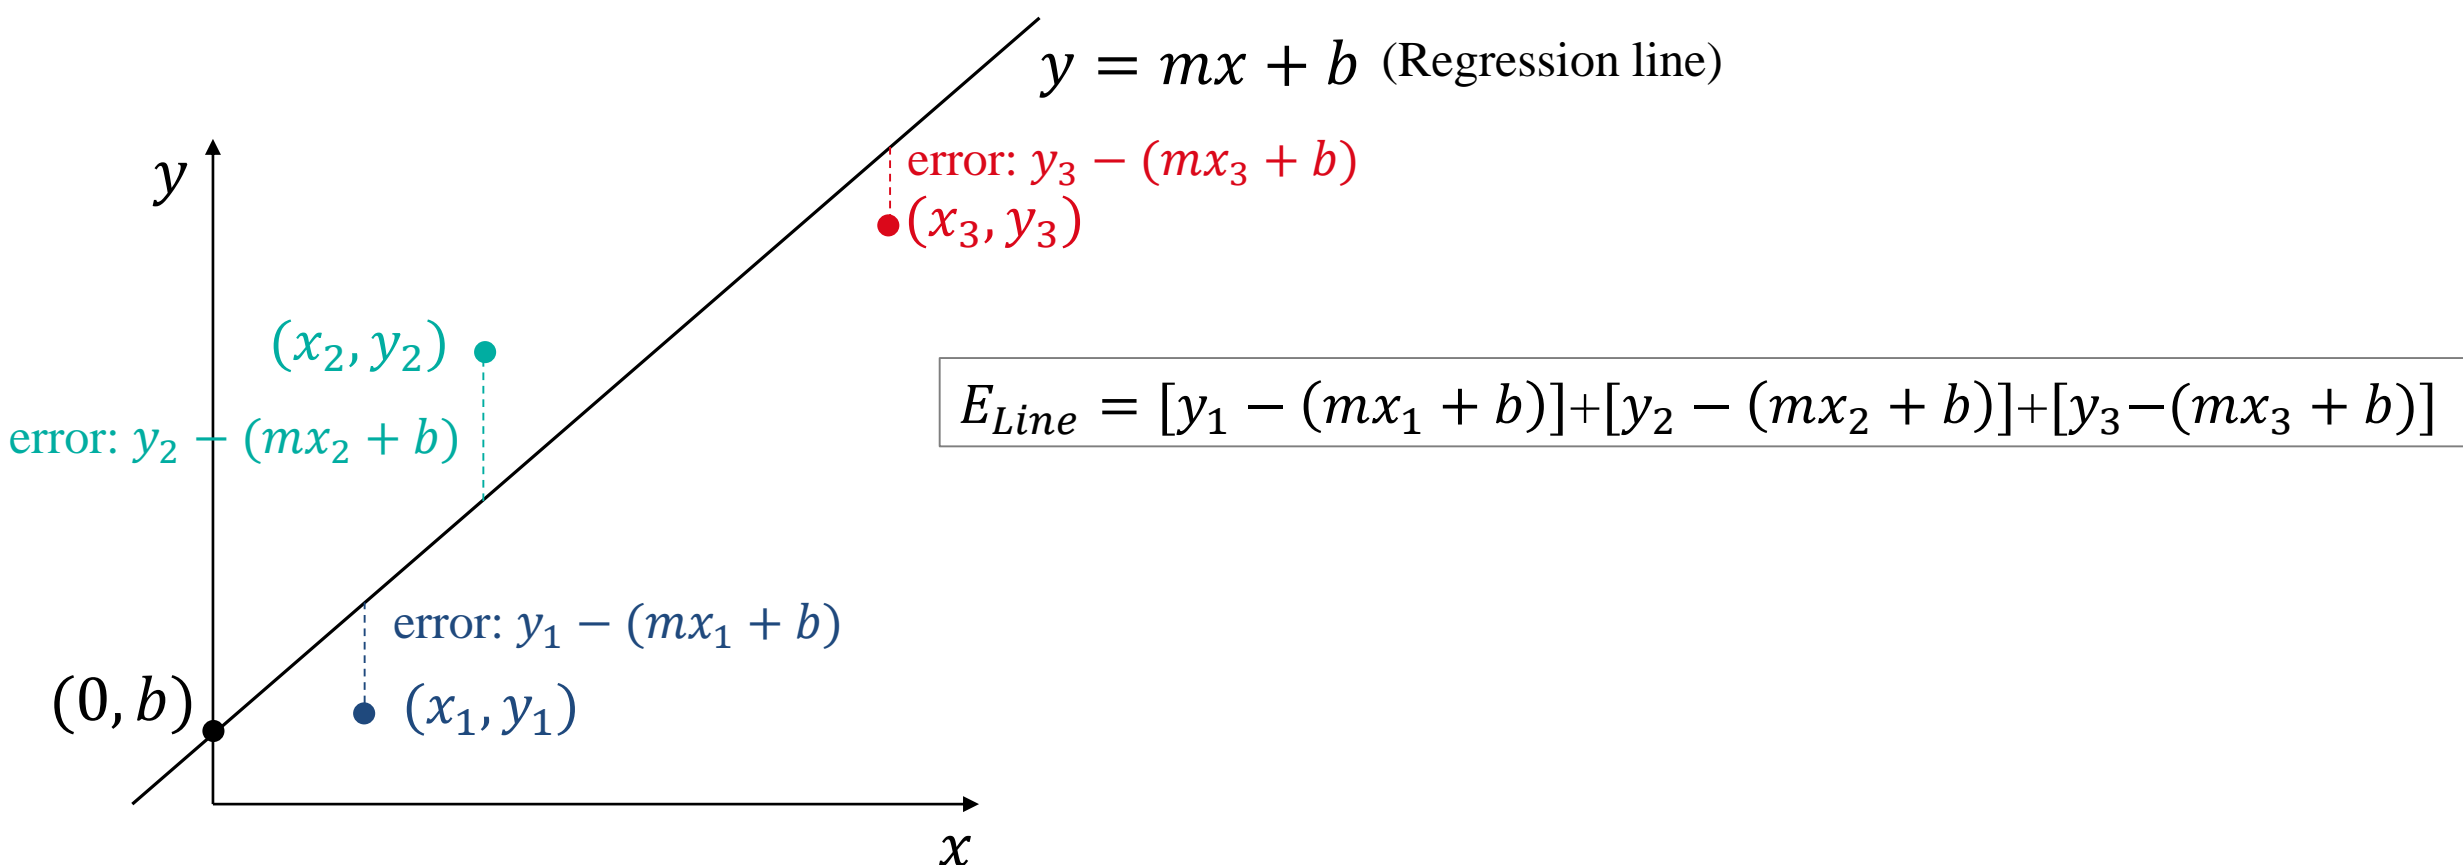 y = mx + b (Regression line)
y
error: y₃ − (mx₃ + b)
(x₃, y₃)
(x₂, y₂)
error: y₂ − (mx₂ + b)
E_Line = [y₁ − (mx₁ + b)]+[y₂ − (mx₂ + b)]+[y₃−(mx₃ + b)]
error: y₁ − (mx₁ + b)
(0, b)
(x₁, y₁)
x